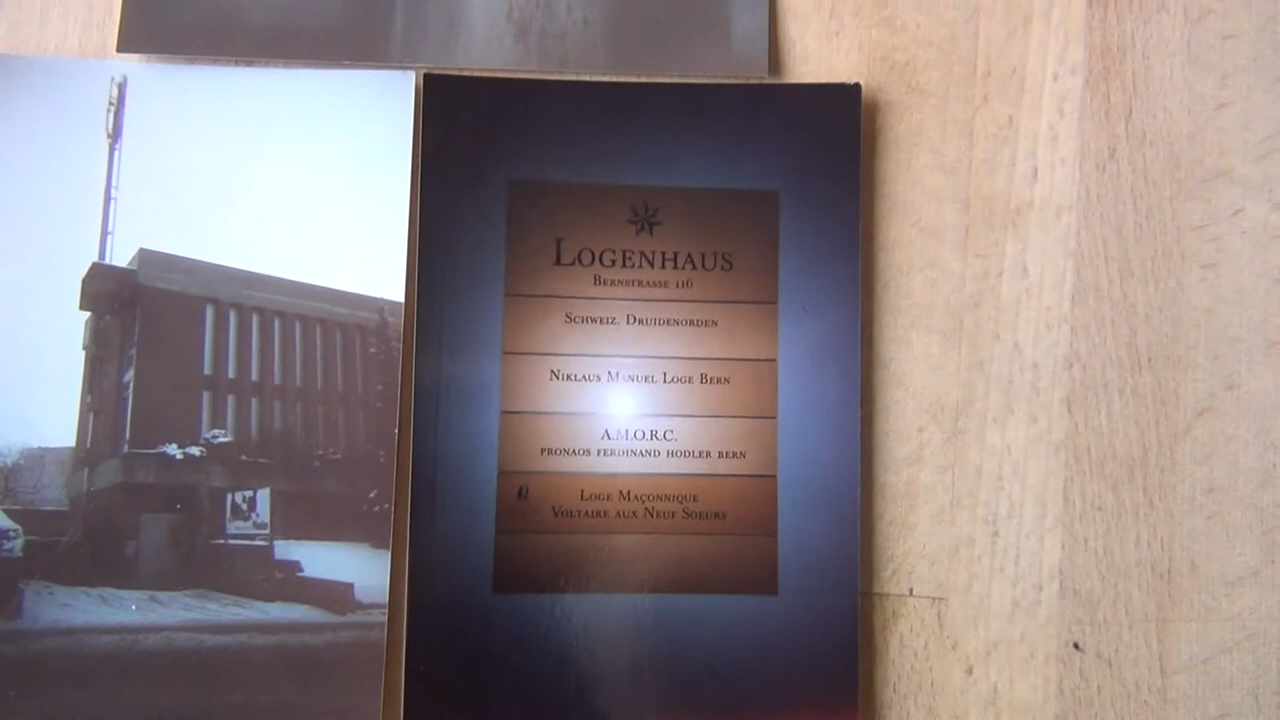 LOGENHAUS
BERNSTRASSE 116
SCHWEIZ. DRUIDENORDEN
NIKLAUS MANUEL LOGE BERN
A.M.O.R.C.
PRONAOS FERDINAND HODLER BERN
LOGE MAÇONNIQUE
VOLTAIRE AUX NEUF SOEURS